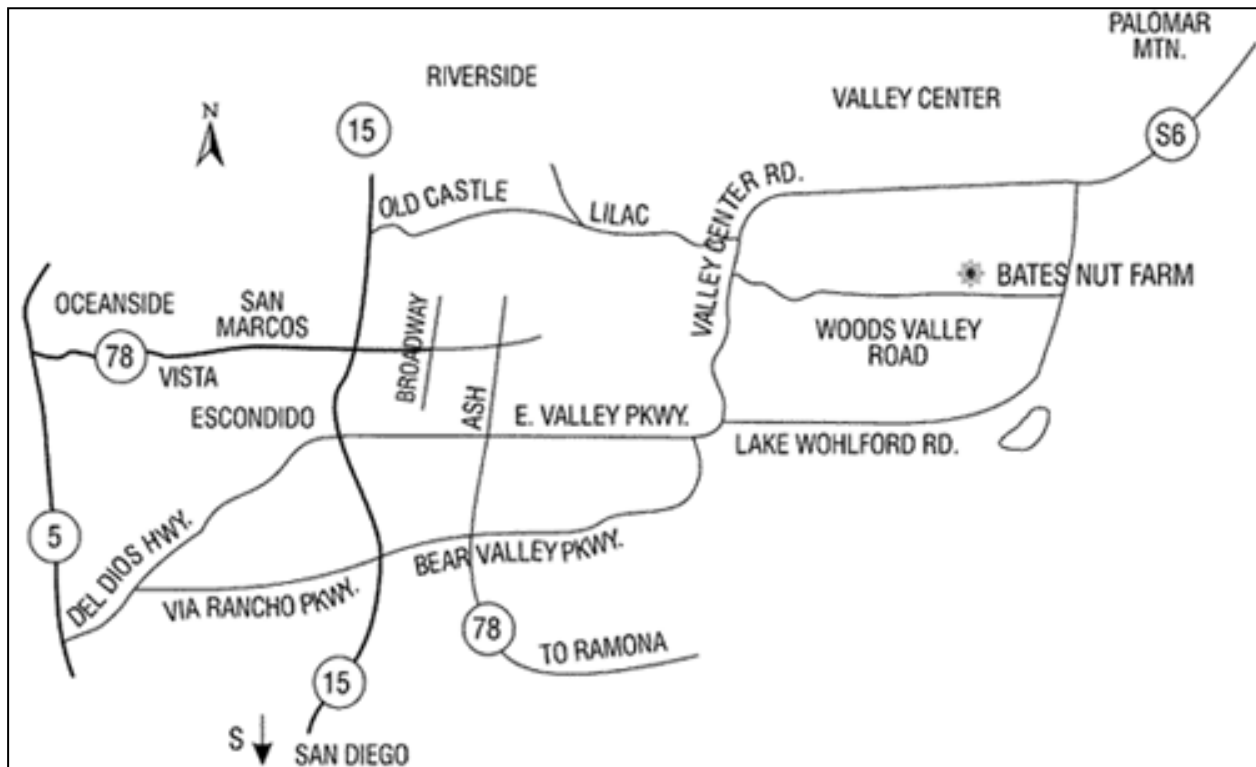 PALOMAR
MTN.
RIVERSIDE
VALLEY CENTER
N
15
S6
OLD CASTLE
LILAC
VALLEY CENTER RD.
BATES NUT FARM
OCEANSIDE
SAN
MARCOS
BROADWAY
WOODS VALLEY
ROAD
78
VISTA
ESCONDIDO
ASH
E. VALLEY PKWY.
LAKE WOHLFORD RD.
5
DEL DIOS HWY.
BEAR VALLEY PKWY.
VIA RANCHO PKWY.
78
TO RAMONA
15
S
SAN DIEGO